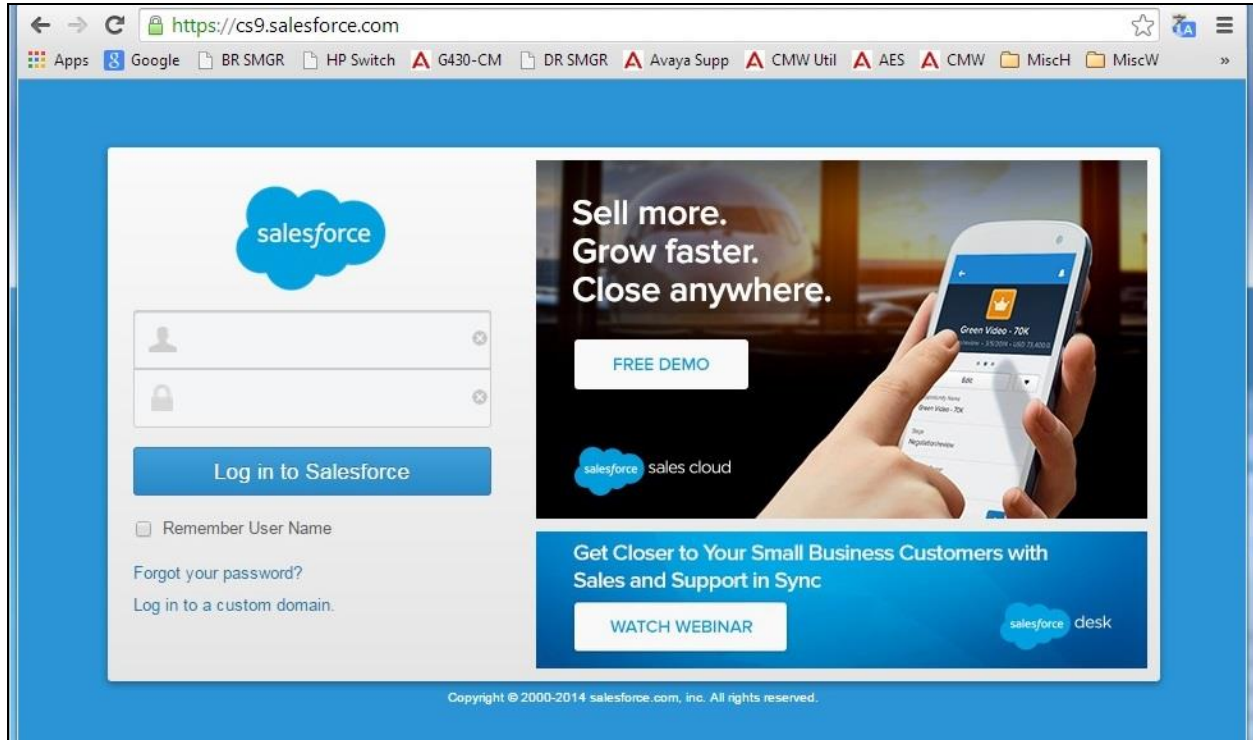 https://cs9.salesforce.com
Apps Google BR SMGR HP Switch G430-CM DR SMGR Avaya Supp CMW Util AES CMW MiscH MiscW »
salesforce
Log in to Salesforce
Remember User Name
Forgot your password?
Log in to a custom domain.
Sell more.
Grow faster.
Close anywhere.
FREE DEMO
salesforce sales cloud
Green Video - 70K
Edit
Green Video - 70K
Get Closer to Your Small Business Customers with
Sales and Support in Sync
WATCH WEBINAR
salesforce desk
Copyright © 2000-2014 salesforce.com, inc. All rights reserved.